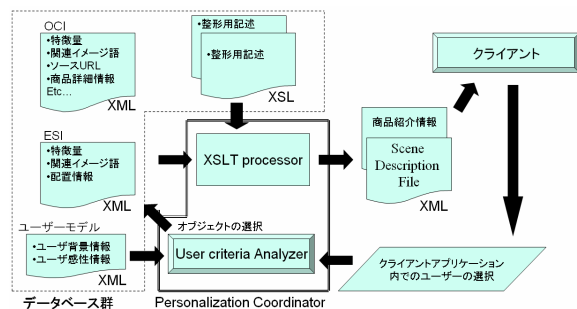 OCI
•特徴量
•関連イメージ語
•ソースURL
•商品詳細情報
Etc…
XML
•整形用記述
•整形用記述
XSL
クライアント
ESI
•特徴量
•関連イメージ語
•配置情報
XML
XSLT processor
商品紹介情報
Scene
Description
File
XML
オブジェクトの選択
ユーザーモデル
•ユーザ背景情報
•ユーザ感性情報
XML
User criteria Analyzer
クライアントアプリケーション
内でのユーザーの選択
データベース群
Personalization Coordinator